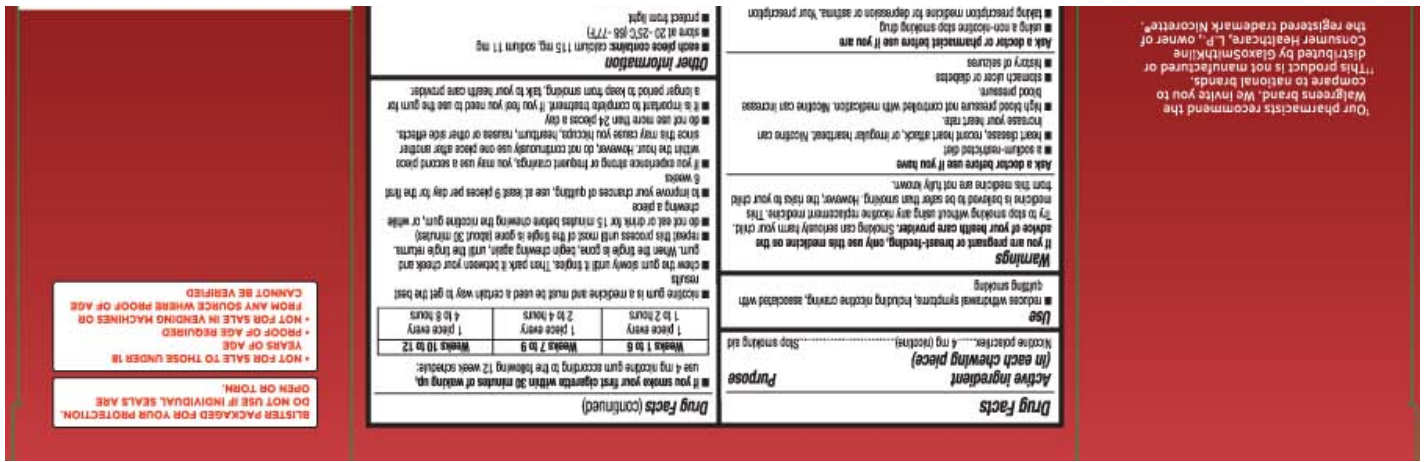 †Our pharmacists recommend the
Walgreens brand. We invite you to
compare to national brands.
††This product is not manufactured or
distributed by GlaxoSmithKline
Consumer Healthcare, L.P., owner of
the registered trademark Nicorette®.
Drug Facts
Active ingredient
(in each chewing piece) Purpose
Nicotine polacrilex......4 mg (nicotine)..............................Stop smoking aid
Use
■ reduces withdrawal symptoms, including nicotine craving, associated with
quitting smoking
Warnings
If you are pregnant or breast-feeding, only use this medicine on the
advice of your health care provider. Smoking can seriously harm your child.
Try to stop smoking without using any nicotine replacement medicine. This
medicine is believed to be safer than smoking. However, the risks to your child
from this medicine are not fully known.
Ask a doctor before use if you have
■ a sodium-restricted diet
■ heart disease, recent heart attack, or irregular heartbeat. Nicotine can
increase your heart rate.
■ high blood pressure not controlled with medication. Nicotine can increase
blood pressure.
■ stomach ulcer or diabetes
■ history of seizures
Ask a doctor or pharmacist before use if you are
■ using a non-nicotine stop smoking drug
■ taking prescription medicine for depression or asthma. Your prescription
Drug Facts (continued)
■ if you smoke your first cigarette within 30 minutes of waking up,
use 4 mg nicotine gum according to the following 12 week schedule:
Weeks 1 to 6 Weeks 7 to 9 Weeks 10 to 12
1 piece every 1 piece every 1 piece every
1 to 2 hours 2 to 4 hours 4 to 8 hours
■ nicotine gum is a medicine and must be used a certain way to get the best
results
■ chew the gum slowly until it tingles. Then park it between your cheek and
gum. When the tingle is gone, begin chewing again, until the tingle returns.
■ repeat this process until most of the tingle is gone (about 30 minutes)
■ do not eat or drink for 15 minutes before chewing the nicotine gum, or while
chewing a piece
■ to improve your chances of quitting, use at least 9 pieces per day for the first
6 weeks
■ if you experience strong or frequent cravings, you may use a second piece
within the hour. However, do not continuously use one piece after another
since this may cause you hiccups, heartburn, nausea or other side effects.
■ do not use more than 24 pieces a day
■ it is important to complete treatment. If you feel you need to use the gum for
a longer period to keep from smoking, talk to your health care provider.
Other information
■ each piece contains: calcium 115 mg, sodium 11 mg
■ store at 20 -25°C (68 -77°F)
■ protect from light
BLISTER PACKAGED FOR YOUR PROTECTION.
DO NOT USE IF INDIVIDUAL SEALS ARE
OPEN OR TORN.
• NOT FOR SALE TO THOSE UNDER 18
YEARS OF AGE
• PROOF OF AGE REQUIRED
• NOT FOR SALE IN VENDING MACHINES OR
FROM ANY SOURCE WHERE PROOF OF AGE
CANNOT BE VERIFIED